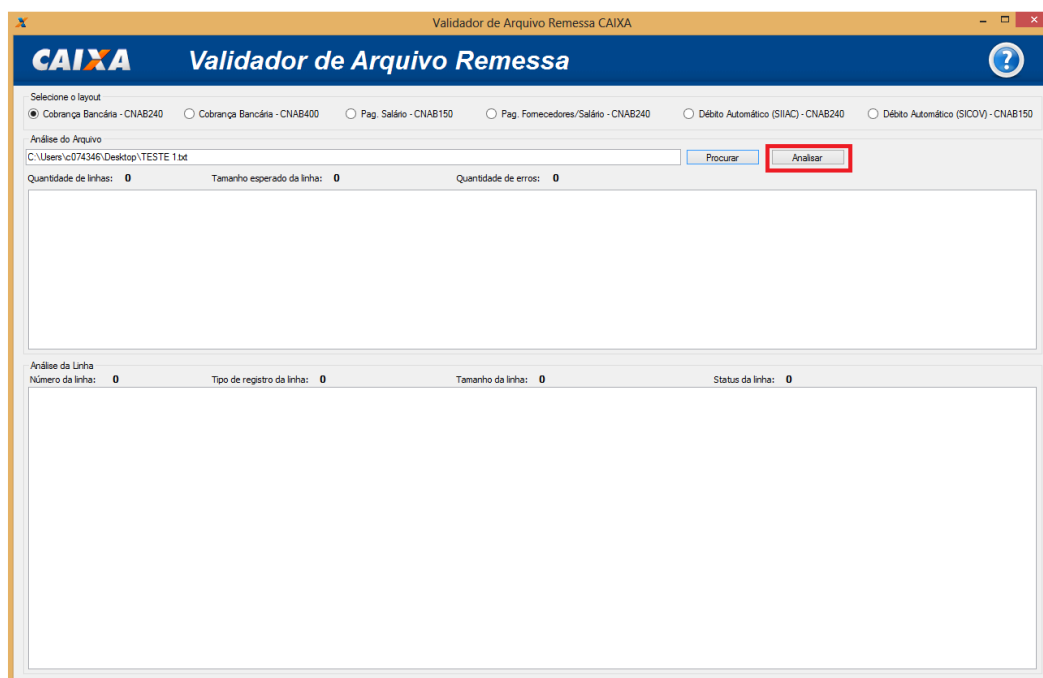 Validador de Arquivo Remessa CAIXA
CAIXA Validador de Arquivo Remessa ?
Selecione o layout
Cobrança Bancária - CNAB240 Cobrança Bancária - CNAB400 Pag. Salário - CNAB150 Pag. Fornecedores/Salário - CNAB240 Débito Automático (SIIAC) - CNAB240 Débito Automático (SICOV) - CNAB150
Análise do Arquivo
C:\Users\c074346\Desktop\TESTE 1.txt Procurar Analisar
Quantidade de linhas: 0 Tamanho esperado da linha: 0 Quantidade de erros: 0
Análise da Linha
Número da linha: 0 Tipo de registro da linha: 0 Tamanho da linha: 0 Status da linha: 0